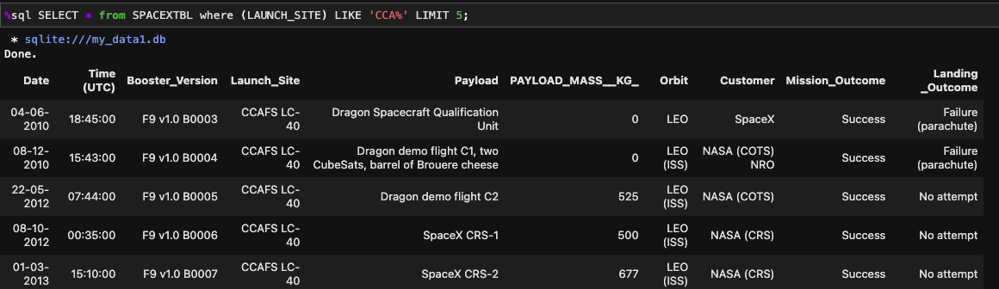 %sql SELECT * from SPACEXTBL where (LAUNCH_SITE) LIKE 'CCA%' LIMIT 5;
* sqlite:///my_data1.db
Done.
Date Time (UTC) Booster_Version Launch_Site Payload PAYLOAD_MASS__KG_ Orbit Customer Mission_Outcome Landing _Outcome
04-06-2010 18:45:00 F9 v1.0 B0003 CCAFS LC-40 Dragon Spacecraft Qualification Unit 0 LEO SpaceX Success Failure (parachute)
08-12-2010 15:43:00 F9 v1.0 B0004 CCAFS LC-40 Dragon demo flight C1, two CubeSats, barrel of Brouere cheese 0 LEO (ISS) NASA (COTS) NRO Success Failure (parachute)
22-05-2012 07:44:00 F9 v1.0 B0005 CCAFS LC-40 Dragon demo flight C2 525 LEO (ISS) NASA (COTS) Success No attempt
08-10-2012 00:35:00 F9 v1.0 B0006 CCAFS LC-40 SpaceX CRS-1 500 LEO (ISS) NASA (CRS) Success No attempt
01-03-2013 15:10:00 F9 v1.0 B0007 CCAFS LC-40 SpaceX CRS-2 677 LEO (ISS) NASA (CRS) Success No attempt